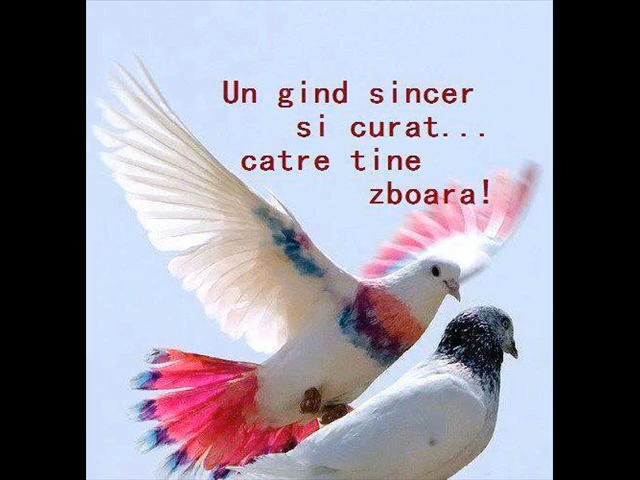 Un gind sincer
si curat...
catre tine
zboara!